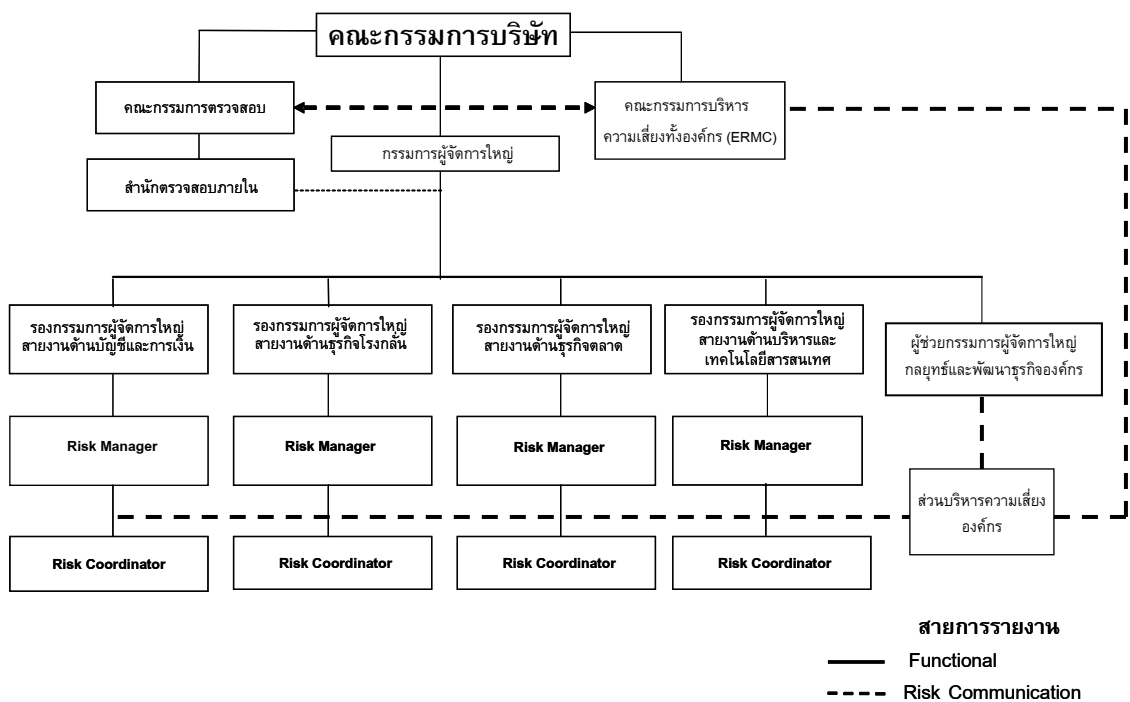 คณะกรรมการบริษัท
คณะกรรมการตรวจสอบ
คณะกรรมการบริหาร
ความเสี่ยงทั้งองค์กร (ERMC)
กรรมการผู้จัดการใหญ่
สำนักตรวจสอบภายใน
รองกรรมการผู้จัดการใหญ่
สายงานด้านบัญชีและการเงิน
รองกรรมการผู้จัดการใหญ่
สายงานด้านธุรกิจโรงกลั่น
รองกรรมการผู้จัดการใหญ่
สายงานด้านธุรกิจตลาด
รองกรรมการผู้จัดการใหญ่
สายงานด้านบริหารและ
เทคโนโลยีสารสนเทศ
ผู้ช่วยกรรมการผู้จัดการใหญ่
กลยุทธ์และพัฒนาธุรกิจองค์กร
Risk Manager
Risk Manager
Risk Manager
Risk Manager
ส่วนบริหารความเสี่ยง
องค์กร
Risk Coordinator
Risk Coordinator
Risk Coordinator
Risk Coordinator
สายการรายงาน
Functional
Risk Communication